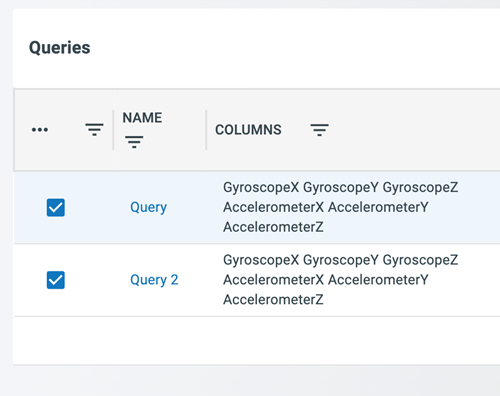 Queries
NAME
COLUMNS
Query
GyroscopeX GyroscopeY GyroscopeZ
AccelerometerX AccelerometerY
AccelerometerZ
Query 2
GyroscopeX GyroscopeY GyroscopeZ
AccelerometerX AccelerometerY
AccelerometerZ